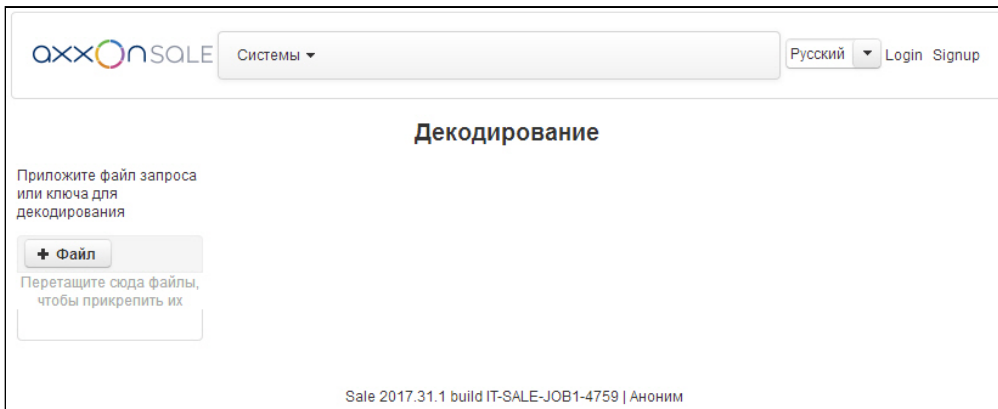 axxonsale Системы Русский Login Signup
Декодирование
Приложите файл запроса
или ключа для
декодирования
+ Файл
Перетащите сюда файлы,
чтобы прикрепить их
Sale 2017.31.1 build IT-SALE-JOB1-4759 | Аноним